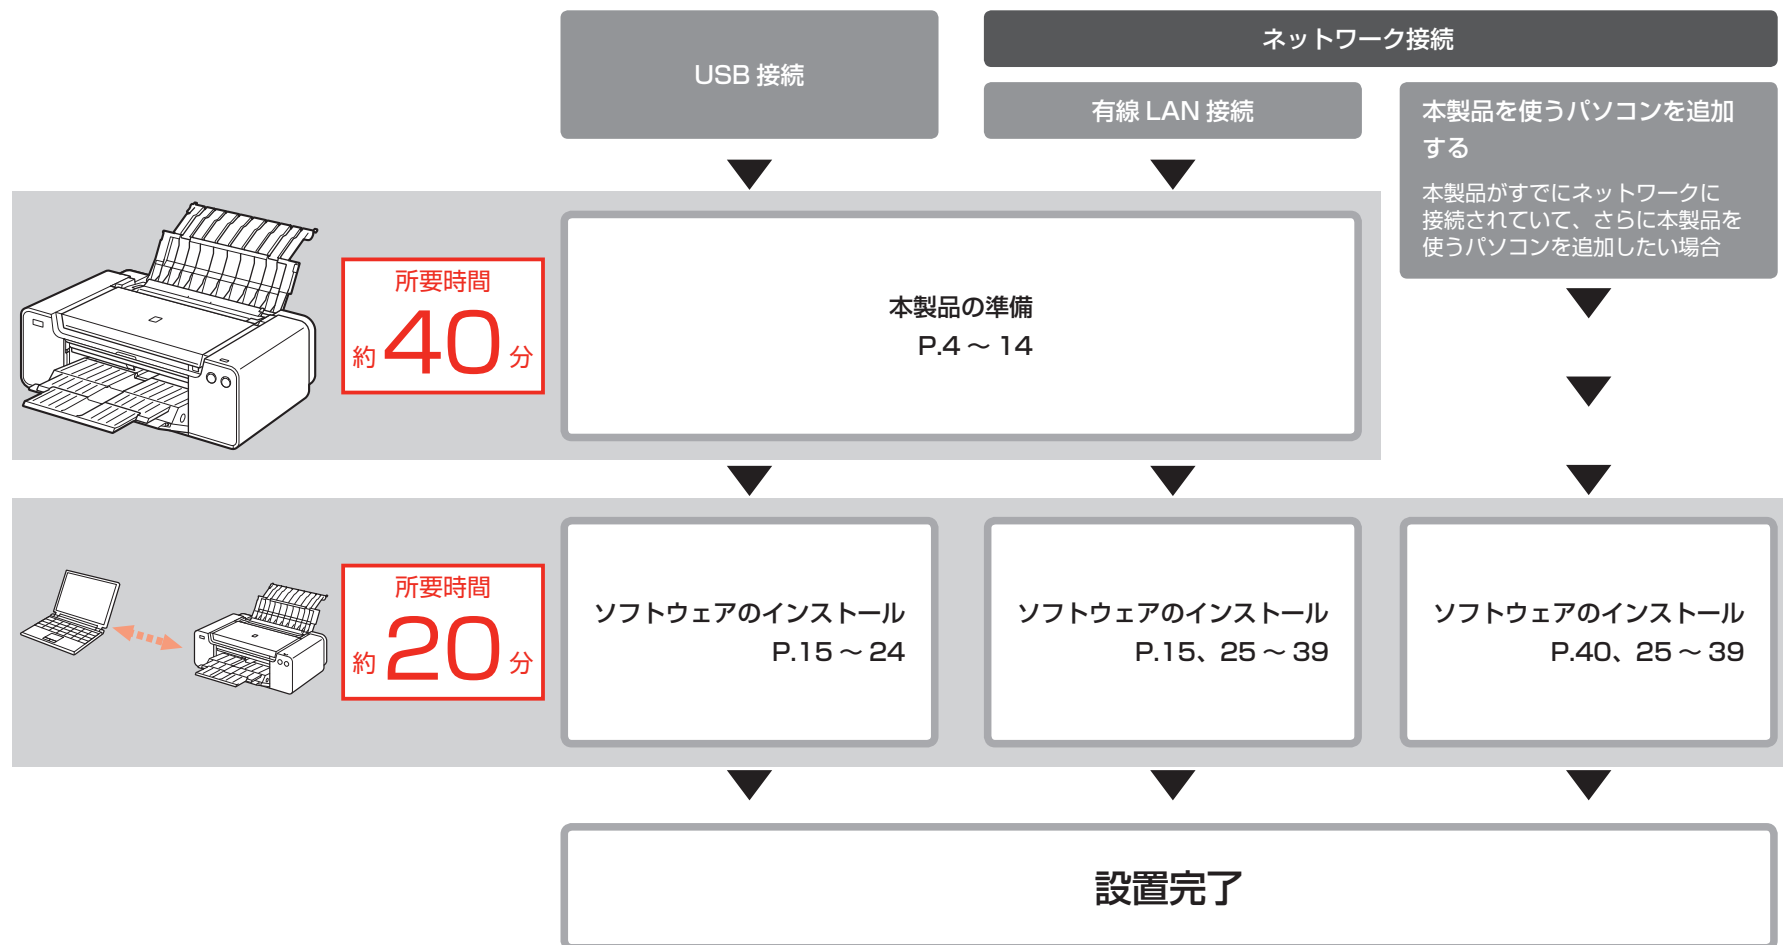 USB 接続
ネットワーク接続
有線 LAN 接続
本製品を使うパソコンを追加
する
本製品がすでにネットワークに
接続されていて、さらに本製品を
使うパソコンを追加したい場合
所要時間
約 40 分
本製品の準備
P.4 ～ 14
所要時間
約 20 分
ソフトウェアのインストール
P.15 ～ 24
ソフトウェアのインストール
P.15、25 ～ 39
ソフトウェアのインストール
P.40、25 ～ 39
設置完了